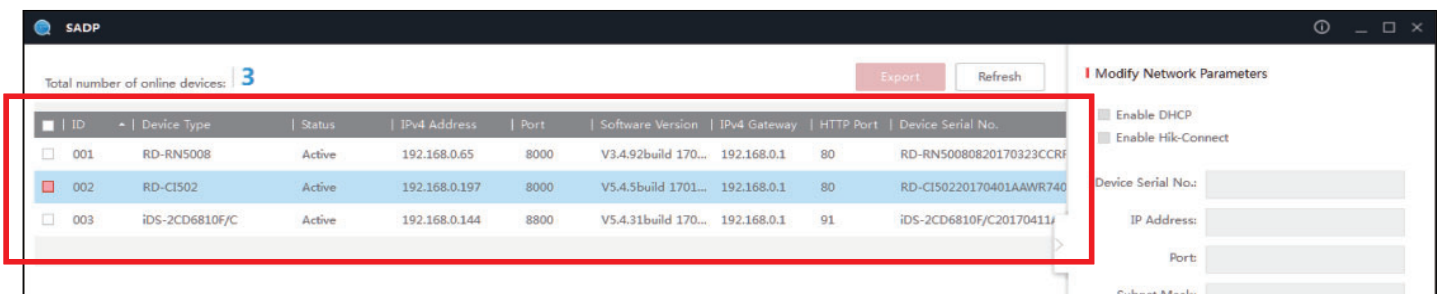 SADP
Total number of online devices: 3
Export
Refresh
ID Device Type Status IPv4 Address Port Software Version IPv4 Gateway HTTP Port Device Serial No.
001 RD-RN5008 Active 192.168.0.65 8000 V3.4.92build 170... 192.168.0.1 80 RD-RN50080820170323CCRR
002 RD-CI502 Active 192.168.0.197 8000 V5.4.5build 1701... 192.168.0.1 80 RD-CI50220170401AAWR740
003 iDS-2CD6810F/C Active 192.168.0.144 8800 V5.4.31build 170... 192.168.0.1 91 iDS-2CD6810F/C20170411
Modify Network Parameters
Enable DHCP
Enable Hik-Connect
Device Serial No.:
IP Address:
Port:
Subnet Mask: